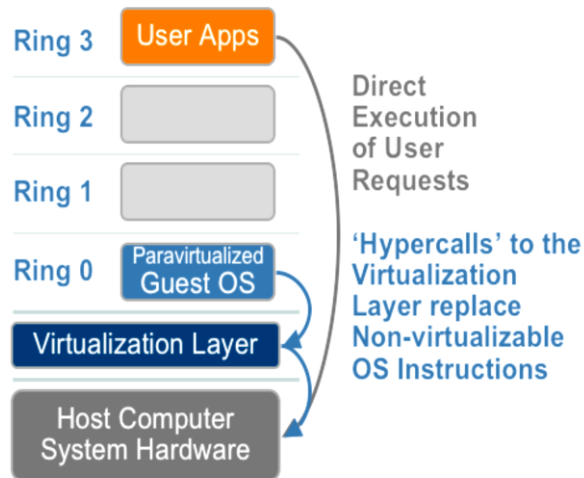 Ring 3
User Apps
Ring 2
Ring 1
Ring 0
Paravirtualized
Guest OS
Virtualization Layer
Host Computer
System Hardware
Direct
Execution
of User
Requests
‘Hypercalls’ to the
Virtualization
Layer replace
Non-virtualizable
OS Instructions